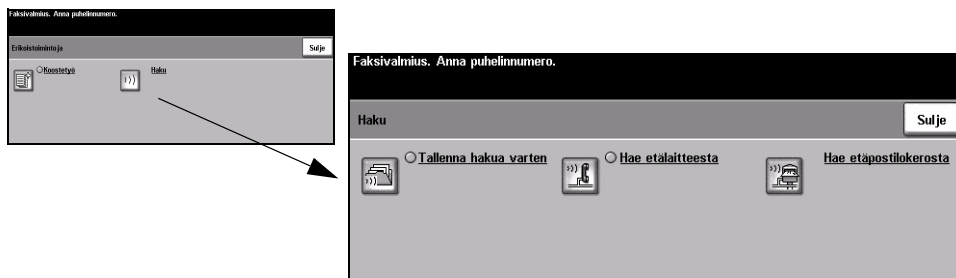 Faksivalmius. Anna puhelinnumero.
Erikoistoimintoja
Sulje
Koostetyö
Haku
Faksivalmius. Anna puhelinnumero.
Haku
Sulje
Tallenna hakua varten
Hae etälaitteesta
Hae etäpostilokerosta